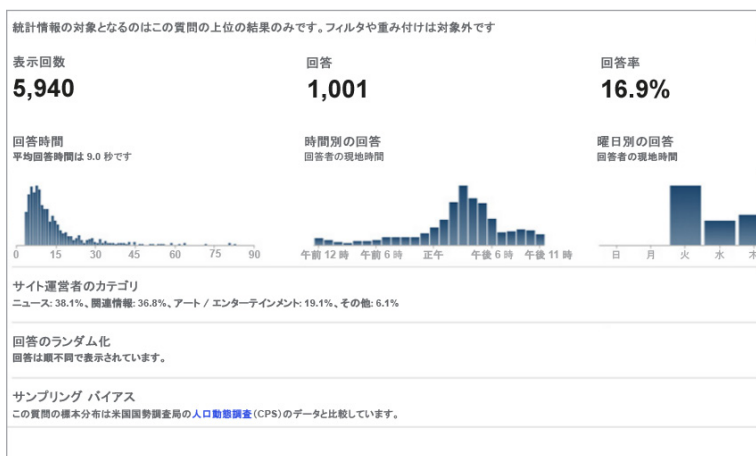 統計情報の対象となるのはこの質問の上位の結果のみです。フィルタや重み付けは対象外です
表示回数
5,940
回答
1,001
回答率
16.9%
回答時間
平均回答時間は 9.0 秒です
時間別の回答
回答者の現地時間
曜日別の回答
回答者の現地時間
0 15 30 45 60 75 90
午前 12 時 午前 6 時 正午 午後 6 時 午後 11 時
日 月 火 水 木
サイト運営者のカテゴリ
ニュース: 38.1%、関連情報: 36.8%、アート / エンターテインメント: 19.1%、その他: 6.1%
回答のランダム化
回答は順不同で表示されています。
サンプリング バイアス
この質問の標本分布は米国国勢調査局の人口動態調査(CPS)のデータと比較しています。